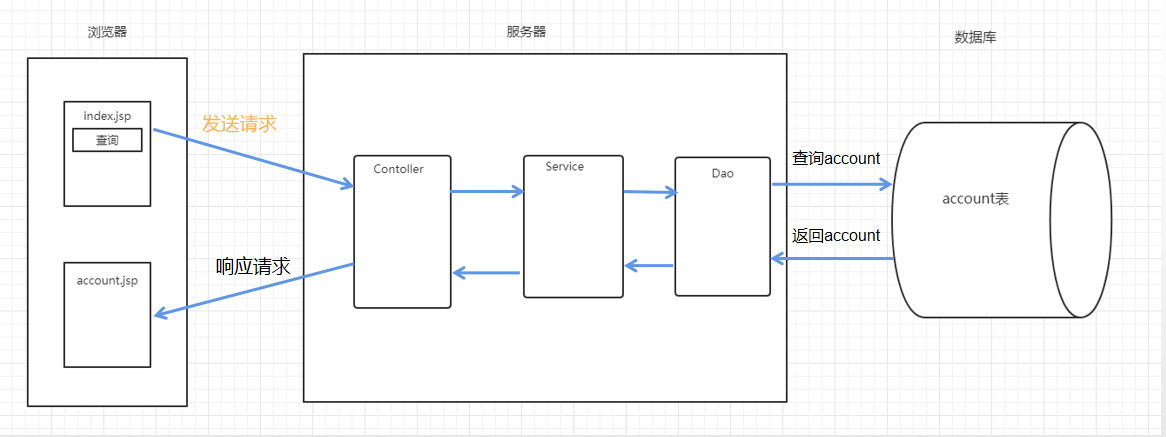 浏览器
服务器
数据库
index.jsp
查询
发送请求
Contoller
Service
Dao
查询account
account表
返回account
响应请求
account.jsp